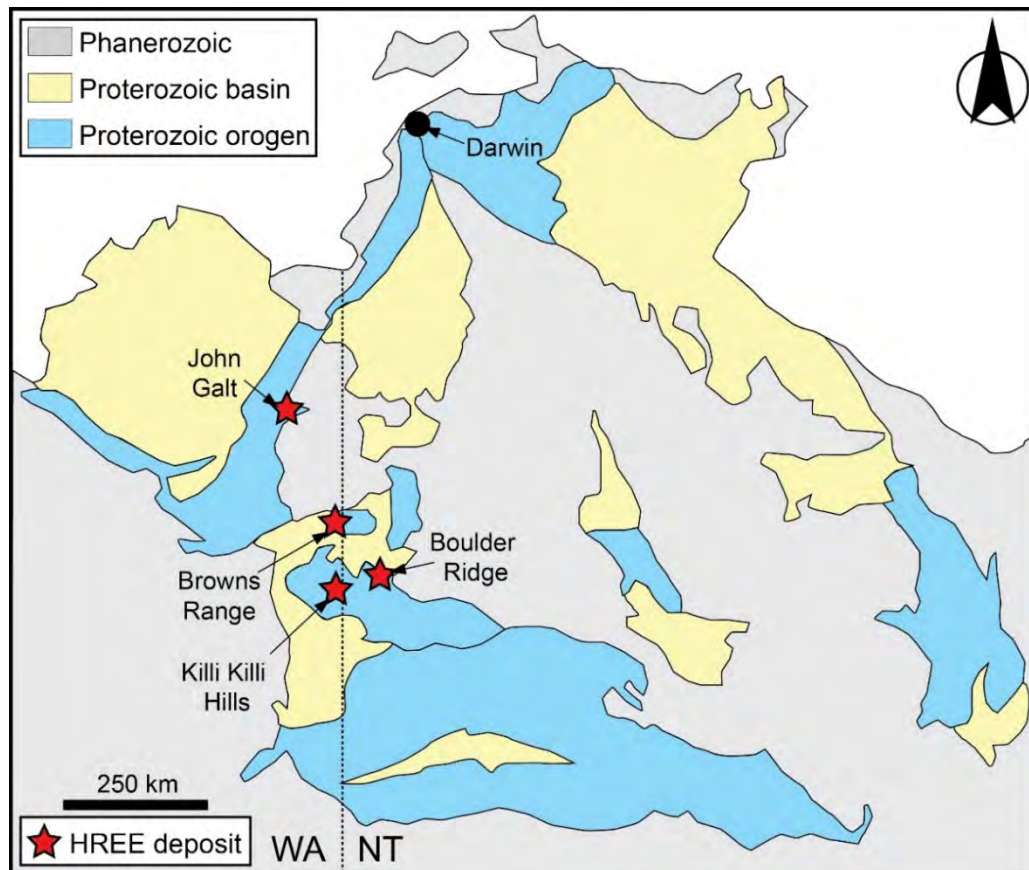 Phanerozoic
Proterozoic basin
Proterozoic orogen
Darwin
John
Galt
Boulder
Ridge
Browns
Range
Killi Killi
Hills
250 km
HREE deposit
WA
NT